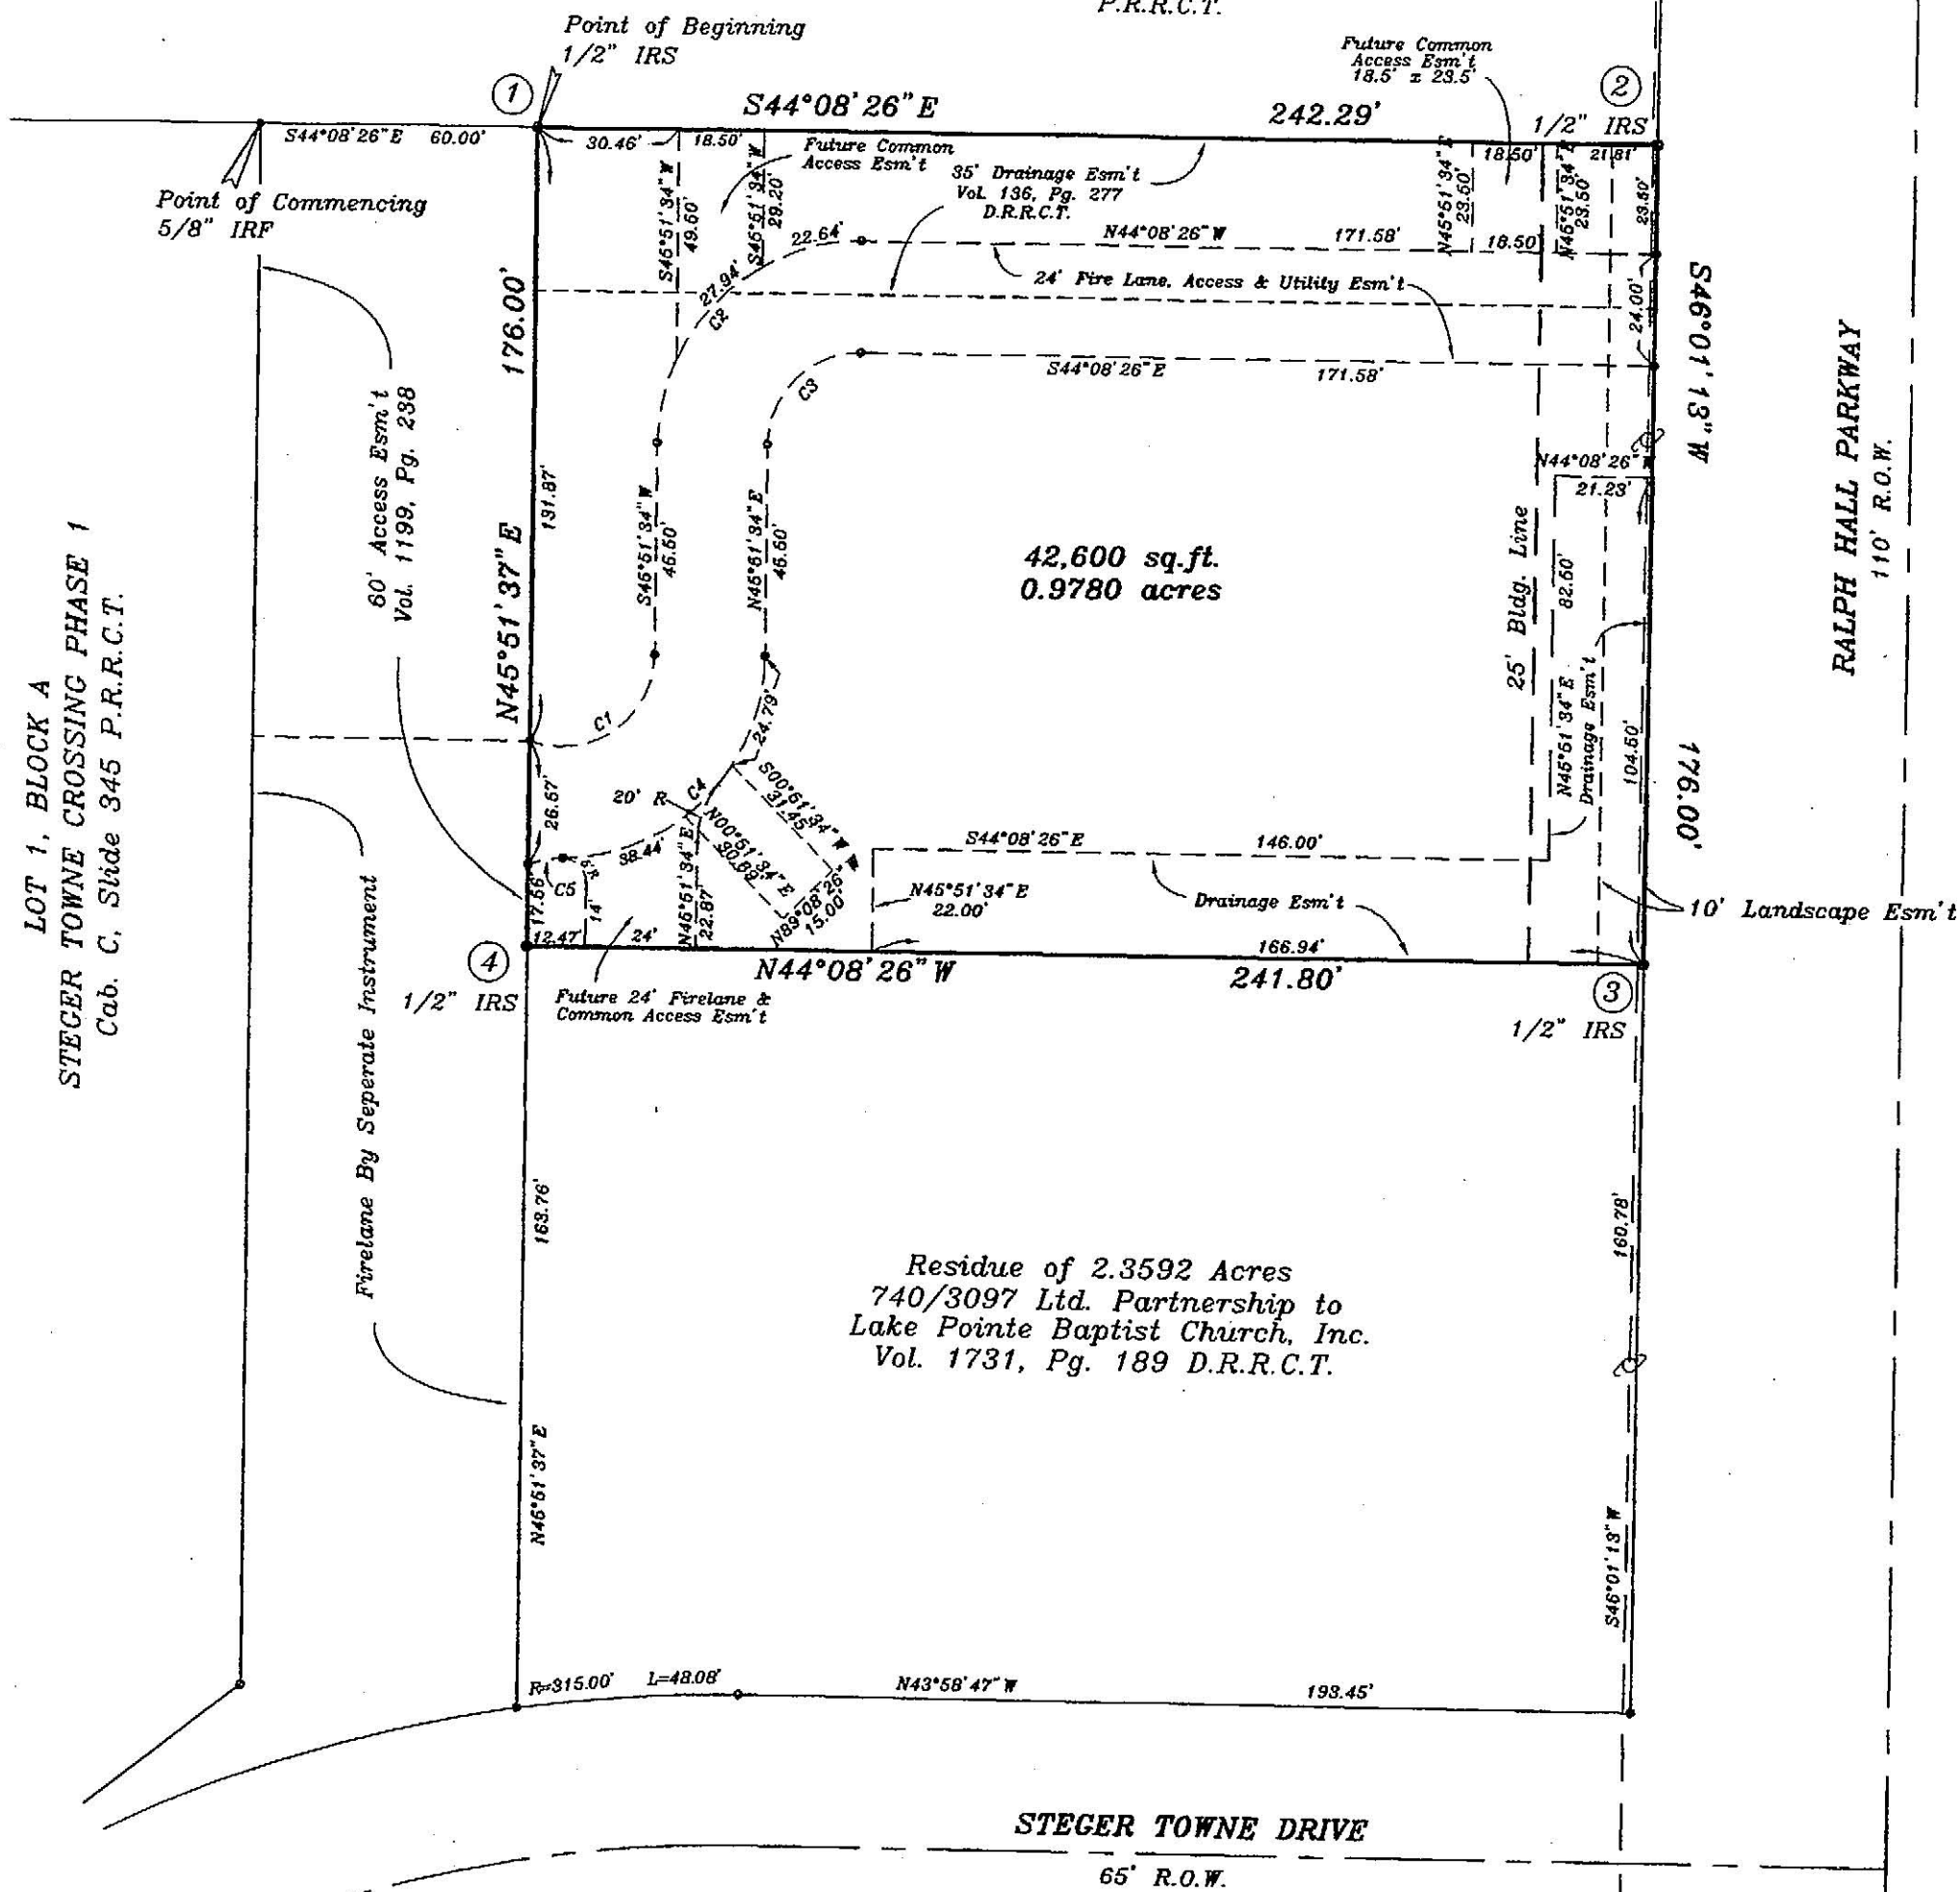 P.R.R.C.T.
Point of Beginning
1/2" IRS
Future Common
Access Esm't
18.5' x 23.5'
1
2
S44°08'26"E
242.29'
1/2" IRS
S44°08'26"E 60.00'
30.46'
18.50'
Future Common
Access Esm't
18.50'
21.81'
Point of Commencing
5/8" IRF
35' Drainage Esm't
Vol. 136, Pg. 277
D.R.R.C.T.
S45°51'34"W
49.60'
S45°51'34"W
29.20'
N45°51'34"E
23.50'
N45°51'34"E
23.50'
23.50'
22.64'
N44°08'26"W
171.58'
18.50'
27.94'
C2
24' Fire Lane, Access & Utility Esm't
24.00'
176.00'
S46°01'13"W
S44°08'26"E
171.58'
C3
60' Access Esm't
Vol. 1199, Pg. 238
131.87'
RALPH HALL PARKWAY
110' R.O.W.
N44°08'26"W
21.23'
N45°51'37"E
S45°51'34"W
N45°51'34"E
42,600 sq.ft.
0.9780 acres
25' Bldg. Line
82.50'
N45°51'34"E
Drainage Esm't
104.50'
LOT 1, BLOCK A
STEGER TOWNE CROSSING PHASE 1
Cab. C, Slide 345 P.R.R.C.T.
C1
24.79'
176.00'
26.57'
20' R
C4
S00°51'34"W
31.45'
N00°51'34"E
30.89'
S44°08'26"E
146.00'
38.44'
C5
17.56'
14'
N45°51'34"E
22.87'
N89°08'26"W
15.00'
N45°51'34"E
22.00'
Drainage Esm't
10' Landscape Esm't
12.47'
24'
166.94'
4
N44°08'26"W
241.80'
3
1/2" IRS
Future 24' Firelane &
Common Access Esm't
1/2" IRS
Firelane By Seperate Instrument
163.76'
160.78'
Residue of 2.3592 Acres
740/3097 Ltd. Partnership to
Lake Pointe Baptist Church, Inc.
Vol. 1731, Pg. 189 D.R.R.C.T.
N45°51'37"E
S46°01'13"W
R=315.00' L=48.08'
N43°58'47"W
193.45'
STEGER TOWNE DRIVE
65' R.O.W.